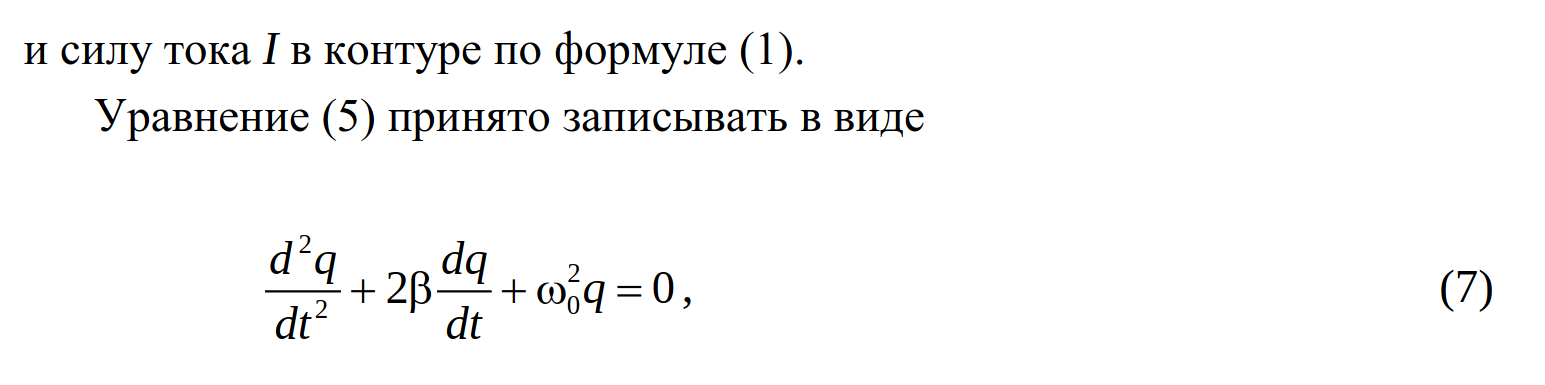 и силу тока I в контуре по формуле (1).
Уравнение (5) принято записывать в виде
d²q/dt² + 2β dq/dt + ω₀²q = 0, (7)